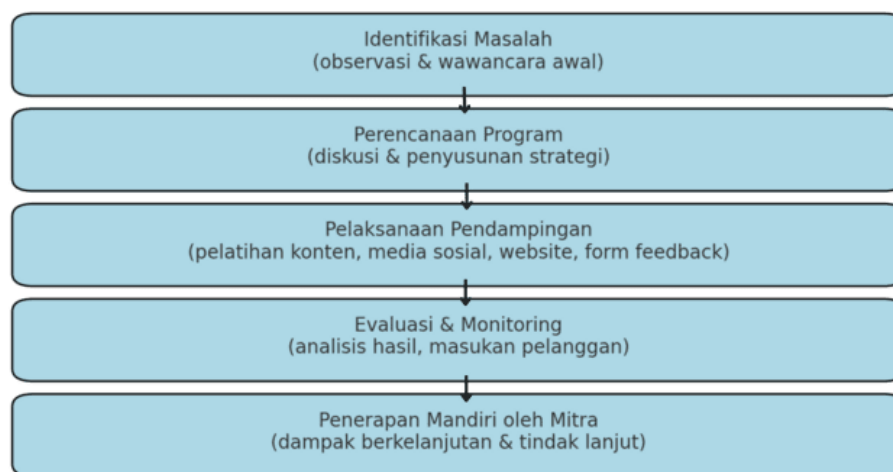 Identifikasi Masalah
(observasi & wawancara awal)
Perencanaan Program
(diskusi & penyusunan strategi)
Pelaksanaan Pendampingan
(pelatihan konten, media sosial, website, form feedback)
Evaluasi & Monitoring
(analisis hasil, masukan pelanggan)
Penerapan Mandiri oleh Mitra
(dampak berkelanjutan & tindak lanjut)